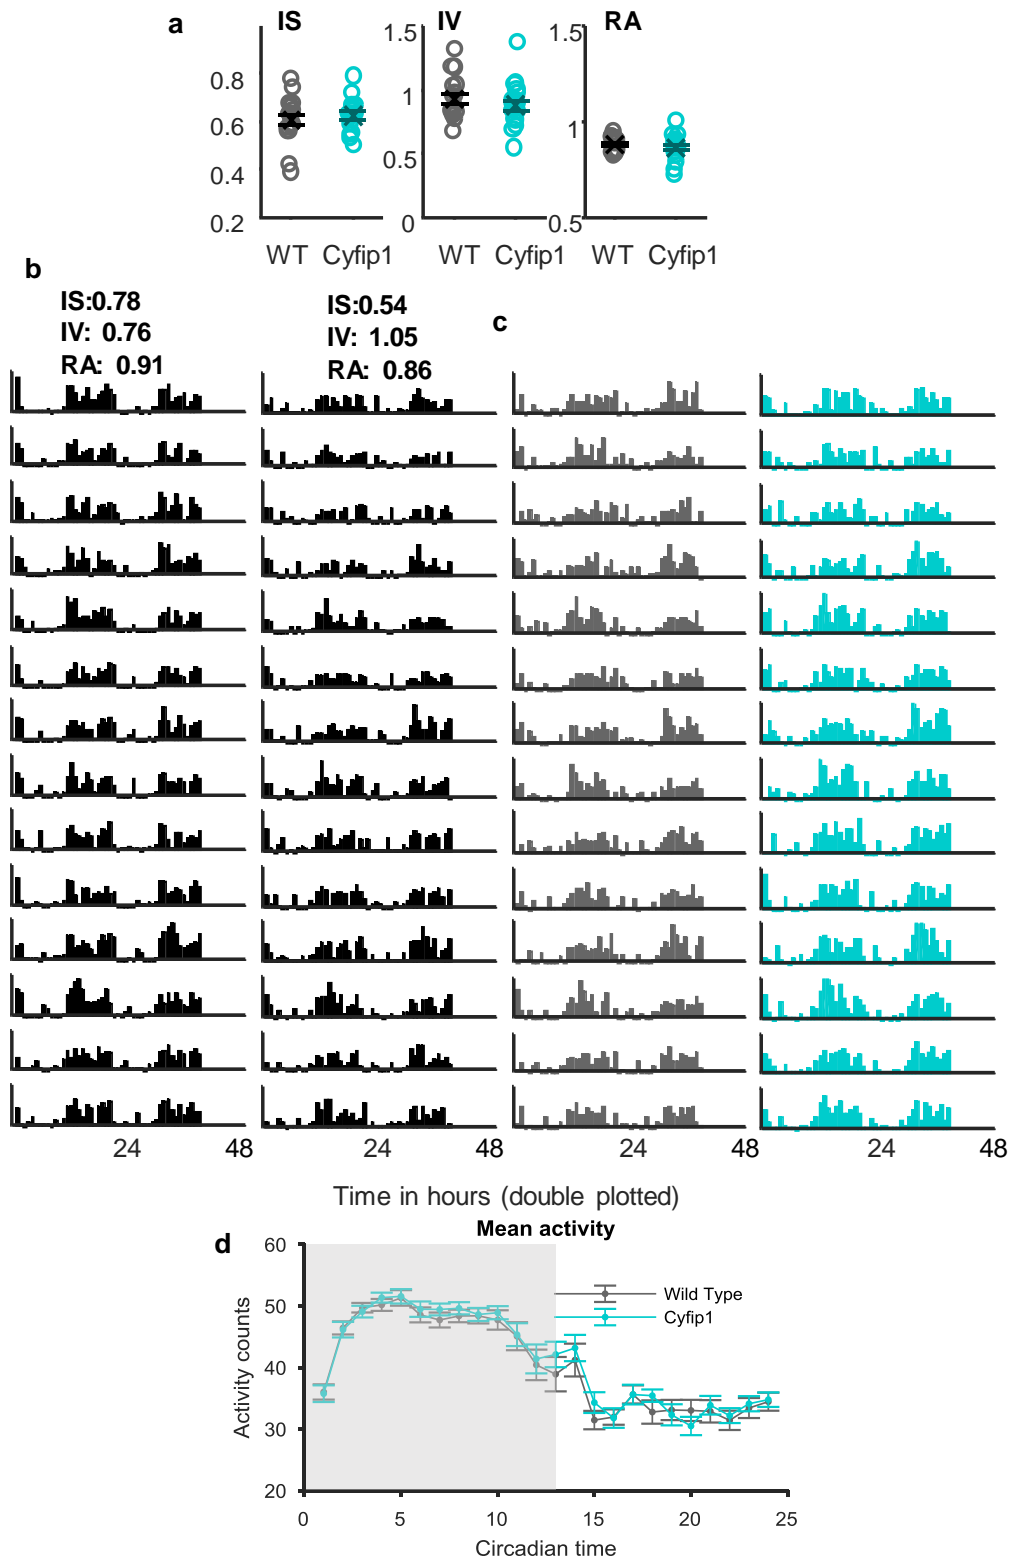 a
IS
IV
RA
0.8
0.6
0.4
0.2
1.5
1
0.5
0
1.5
1
0.5
WT Cyfip1
WT Cyfip1
WT Cyfip1
b
IS:0.78
IV: 0.76
RA: 0.91
IS:0.54
IV: 1.05
RA: 0.86
c
24 48
24 48
24 48
24 48
Time in hours (double plotted)
d
Mean activity
60
50
40
30
20
Activity counts
Wild Type
Cyfip1
0 5 10 15 20 25
Circadian time